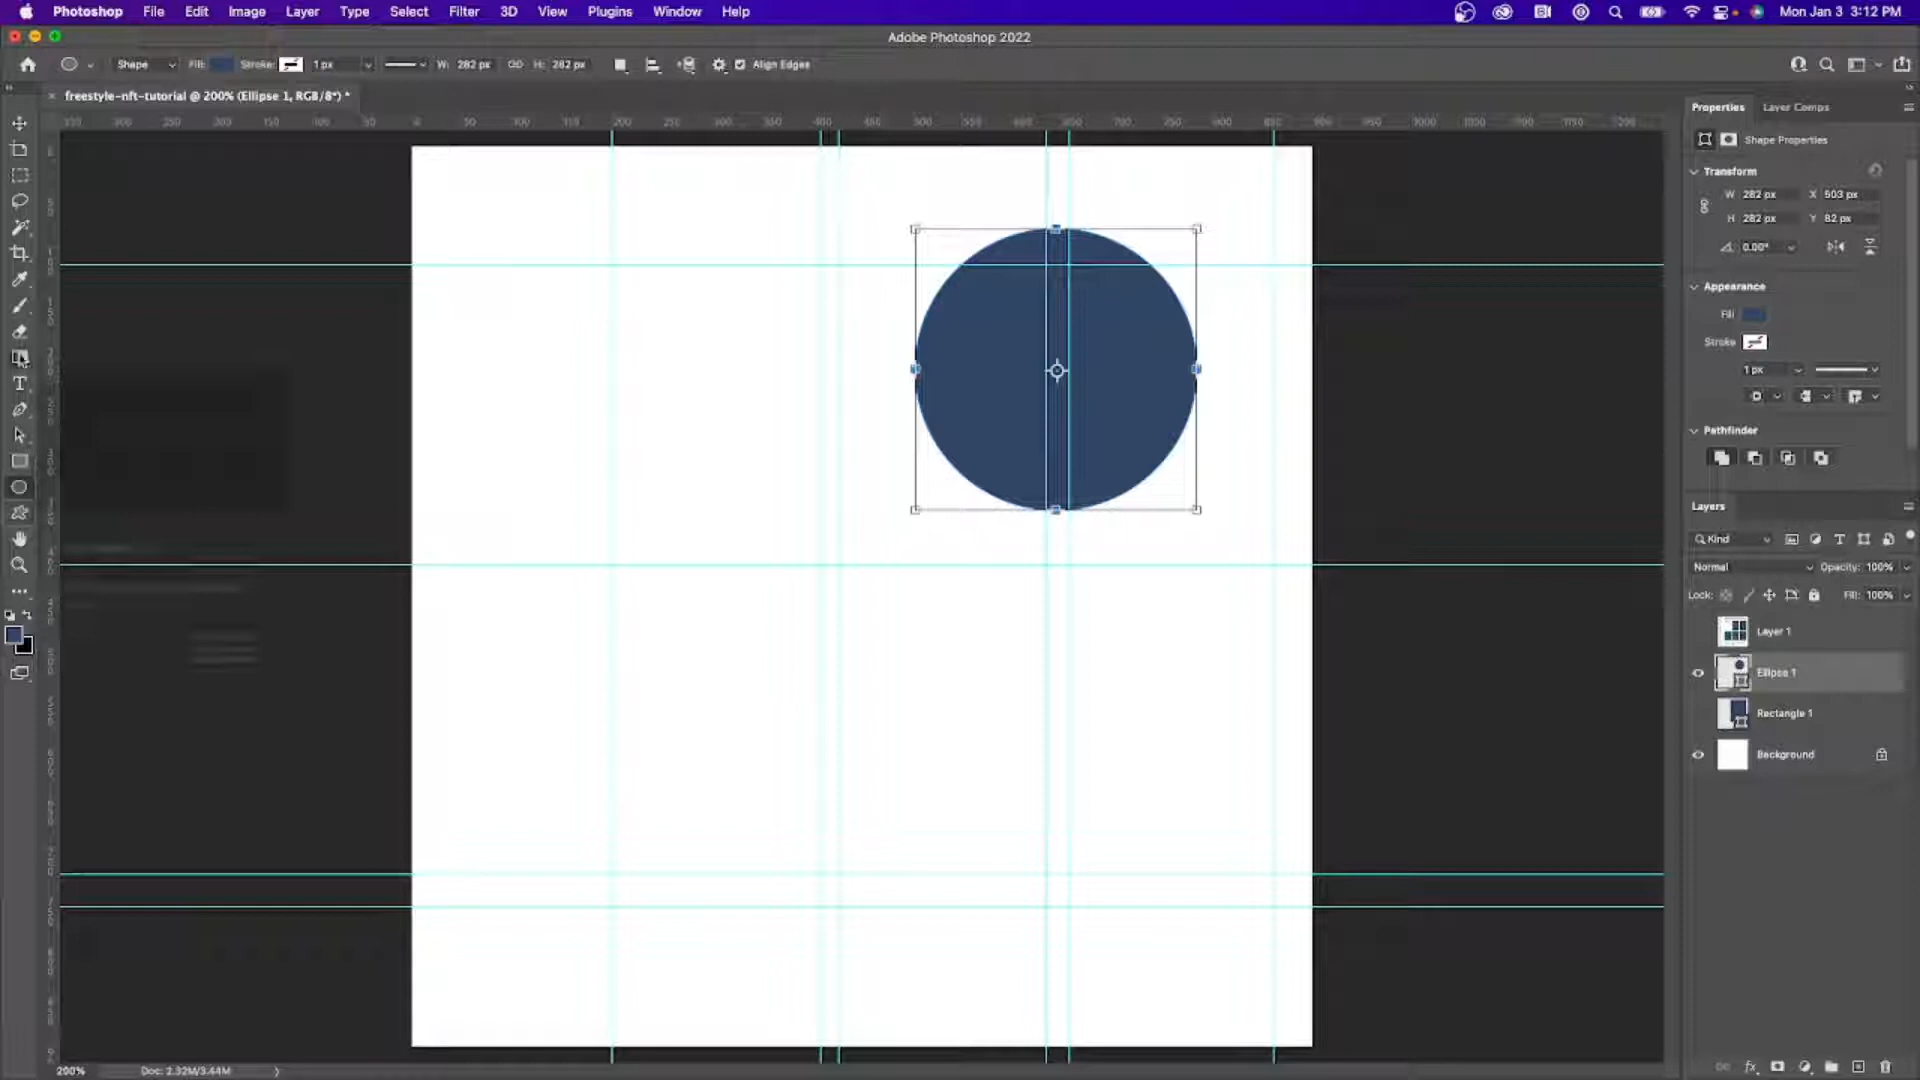 Photoshop File Edit Image Layer Type Select Filter 3D View Plugins Window Help Mon Jan 3 3:12 PM
Adobe Photoshop 2022
Shape Fill: Stroke: 1 px W: 282 px H: 282 px Align Edges
× freestyle-nft-tutorial @ 200% (Ellipse 1, RGB/8*) *
Properties Layer Comps
Shape Properties
Transform
W 282 px X 503 px
H 282 px Y 82 px
0.00°
Appearance
Fill
Stroke
1 px
Pathfinder
Layers
Kind
Normal Opacity: 100%
Lock: Fill: 100%
Layer 1
Ellipse 1
Rectangle 1
Background
200% Doc: 2.32M/3.44M